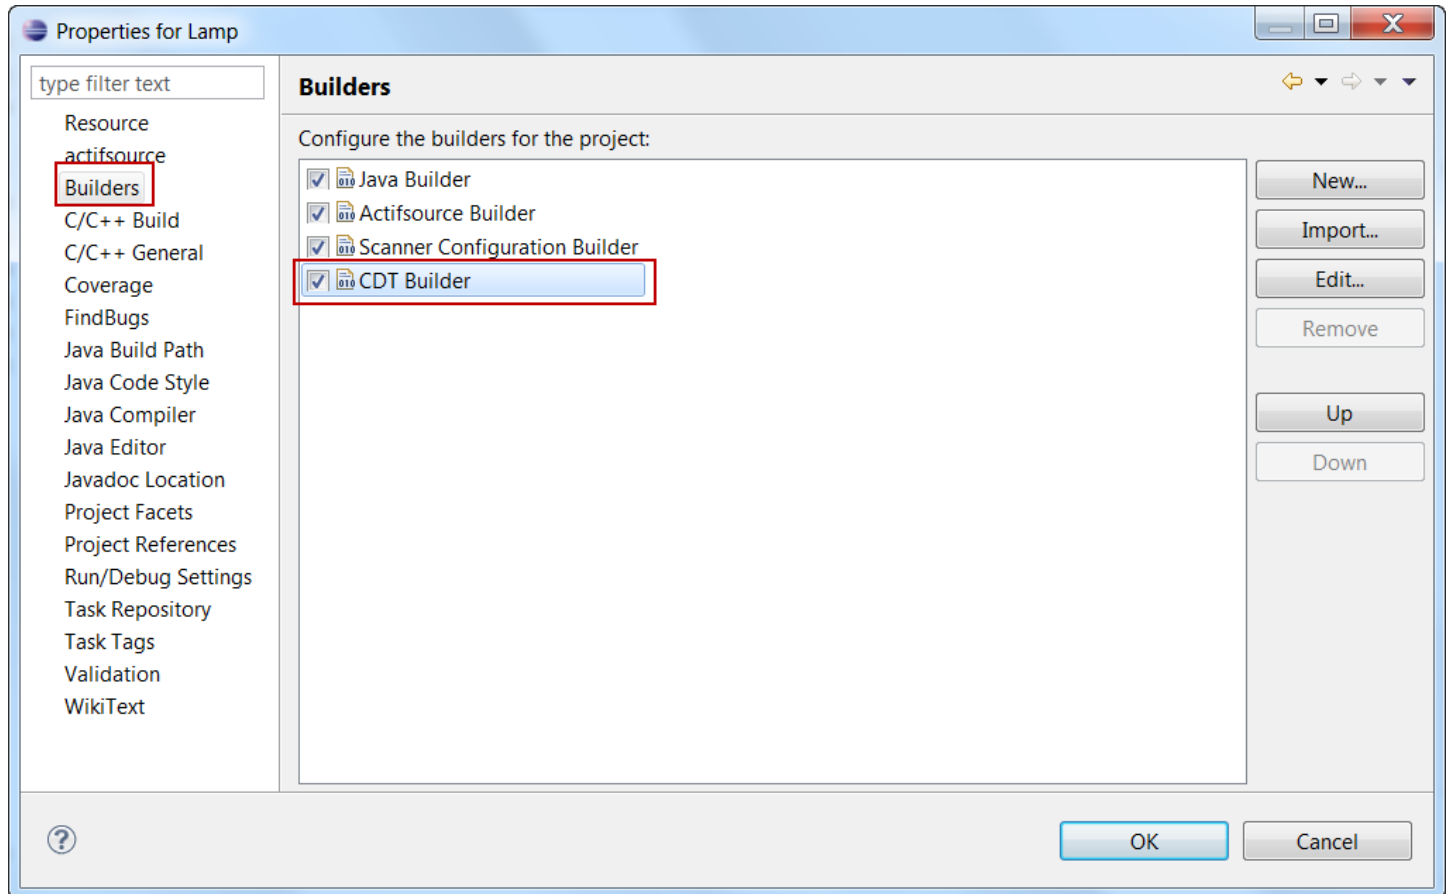 Properties for Lamp
type filter text
Resource
actifsource
Builders
C/C++ Build
C/C++ General
Coverage
FindBugs
Java Build Path
Java Code Style
Java Compiler
Java Editor
Javadoc Location
Project Facets
Project References
Run/Debug Settings
Task Repository
Task Tags
Validation
WikiText
Builders
Configure the builders for the project:
Java Builder
Actifsource Builder
Scanner Configuration Builder
CDT Builder
New...
Import...
Edit...
Remove
Up
Down
OK
Cancel